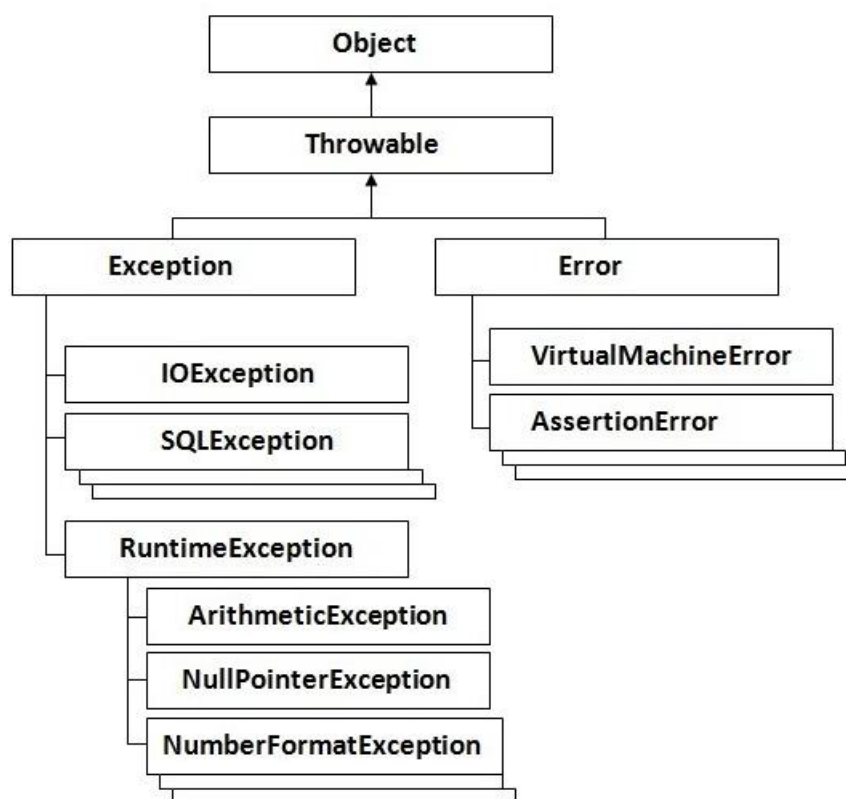 Object
Throwable
Exception
Error
IOException
SQLException
RuntimeException
ArithmeticException
NullPointerException
NumberFormatException
VirtualMachineError
AssertionError